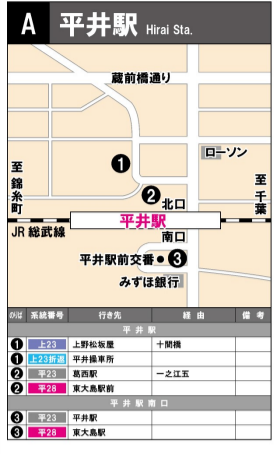 A 平井駅 Hirai Sta.
蔵前橋通り
ローソン
1
至錦糸町
2
北口
至千葉
平井駅
JR 総武線
南口
平井駅前交番 ● 3
みずほ銀行
のりば 系統番号 行き先 経由 備考
平井駅
1 上23 上野松坂屋 十間橋
1 上23折返 平井操車所
2 平23 葛西駅 一之江五
2 平28 東大島駅前
平井駅南口
3 平23 平井駅
3 平28 東大島駅